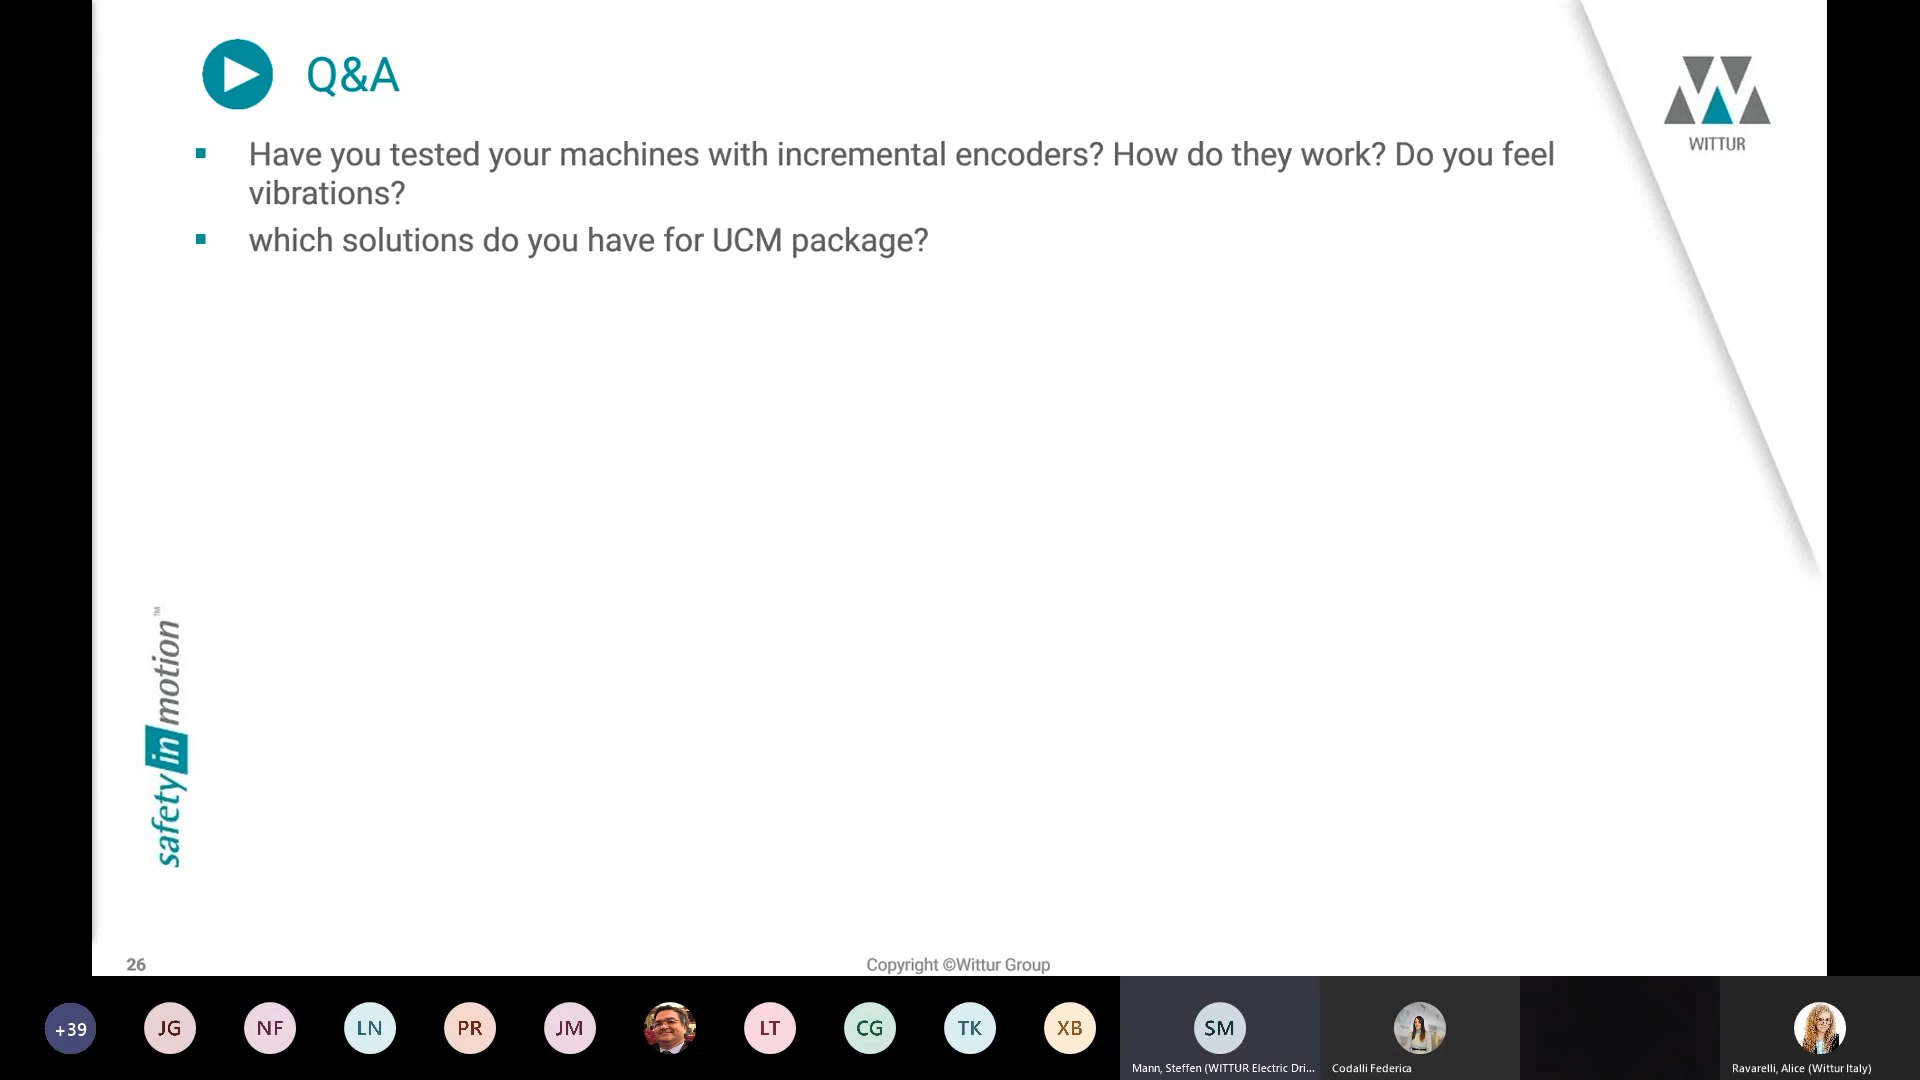 Q&A
WITTUR
▪ Have you tested your machines with incremental encoders? How do they work? Do you feel
vibrations?
▪ which solutions do you have for UCM package?
safety in motion™
26
Copyright ©Wittur Group
+39
JG
NF
LN
PR
JM
LT
CG
TK
XB
SM
Mann, Steffen (WITTUR Electric Dri...
Codalli Federica
Ravarelli, Alice (Wittur Italy)